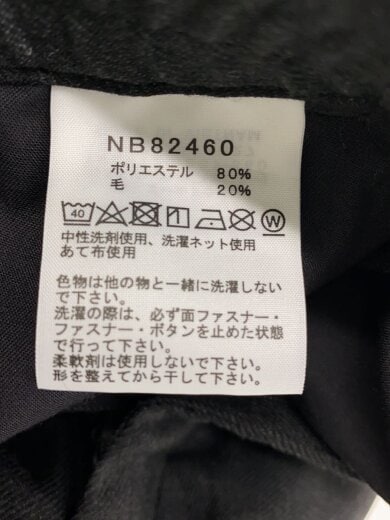 NB82460
ポリエステル 80%
毛 20%
40 W
中性洗剤使用、洗濯ネット使用
あて布使用
色物は他の物と一緒に洗濯しない
で下さい。
洗濯の際は、必ず面ファスナー・
ファスナー・ボタンを止めた状態
で行って下さい。
柔軟剤は使用しないで下さい。
形を整えてから干して下さい。